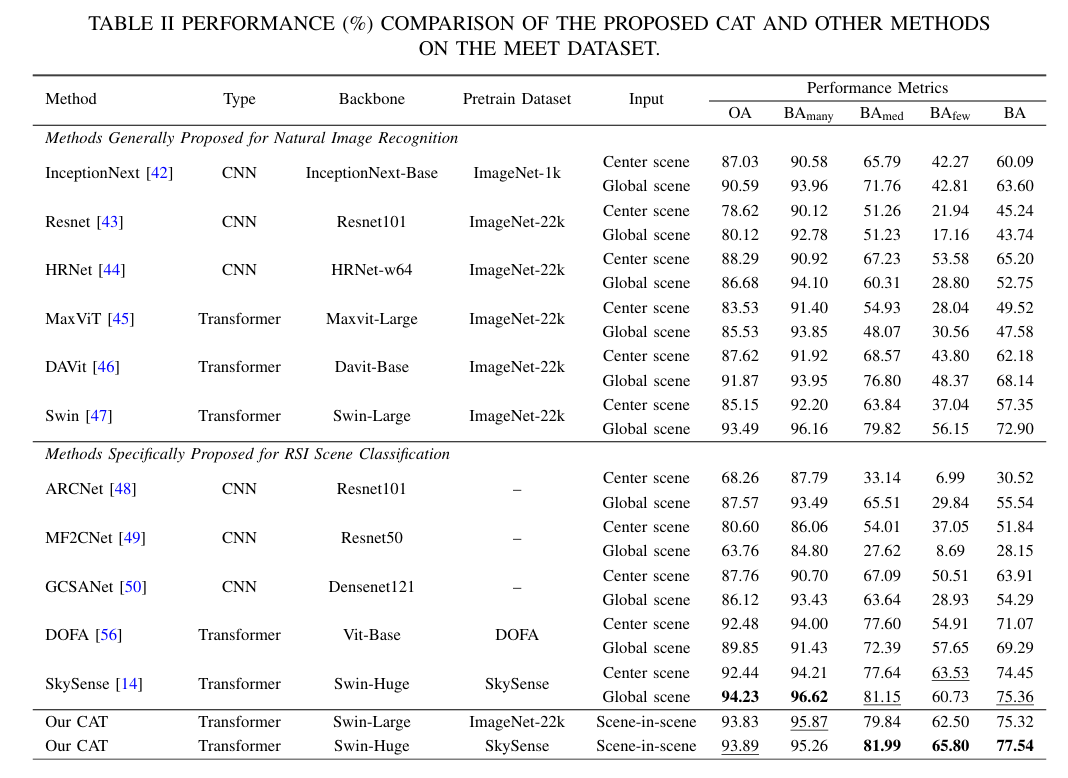 TABLE II PERFORMANCE (%) COMPARISON OF THE PROPOSED CAT AND OTHER METHODS
ON THE MEET DATASET.
Method Type Backbone Pretrain Dataset Input Performance Metrics
OA BAmany BAmed BAfew BA
Methods Generally Proposed for Natural Image Recognition
InceptionNext [42] CNN InceptionNext-Base ImageNet-1k Center scene 87.03 90.58 65.79 42.27 60.09
Global scene 90.59 93.96 71.76 42.81 63.60
Resnet [43] CNN Resnet101 ImageNet-22k Center scene 78.62 90.12 51.26 21.94 45.24
Global scene 80.12 92.78 51.23 17.16 43.74
HRNet [44] CNN HRNet-w64 ImageNet-22k Center scene 88.29 90.92 67.23 53.58 65.20
Global scene 86.68 94.10 60.31 28.80 52.75
MaxViT [45] Transformer Maxvit-Large ImageNet-22k Center scene 83.53 91.40 54.93 28.04 49.52
Global scene 85.53 93.85 48.07 30.56 47.58
DAVit [46] Transformer Davit-Base ImageNet-22k Center scene 87.62 91.92 68.57 43.80 62.18
Global scene 91.87 93.95 76.80 48.37 68.14
Swin [47] Transformer Swin-Large ImageNet-22k Center scene 85.15 92.20 63.84 37.04 57.35
Global scene 93.49 96.16 79.82 56.15 72.90
Methods Specifically Proposed for RSI Scene Classification
ARCNet [48] CNN Resnet101 – Center scene 68.26 87.79 33.14 6.99 30.52
Global scene 87.57 93.49 65.51 29.84 55.54
MF2CNet [49] CNN Resnet50 – Center scene 80.60 86.06 54.01 37.05 51.84
Global scene 63.76 84.80 27.62 8.69 28.15
GCSANet [50] CNN Densenet121 – Center scene 87.76 90.70 67.09 50.51 63.91
Global scene 86.12 93.43 63.64 28.93 54.29
DOFA [56] Transformer Vit-Base DOFA Center scene 92.48 94.00 77.60 54.91 71.07
Global scene 89.85 91.43 72.39 57.65 69.29
SkySense [14] Transformer Swin-Huge SkySense Center scene 92.44 94.21 77.64 63.53 74.45
Global scene 94.23 96.62 81.15 60.73 75.36
Our CAT Transformer Swin-Large ImageNet-22k Scene-in-scene 93.83 95.87 79.84 62.50 75.32
Our CAT Transformer Swin-Huge SkySense Scene-in-scene 93.89 95.26 81.99 65.80 77.54